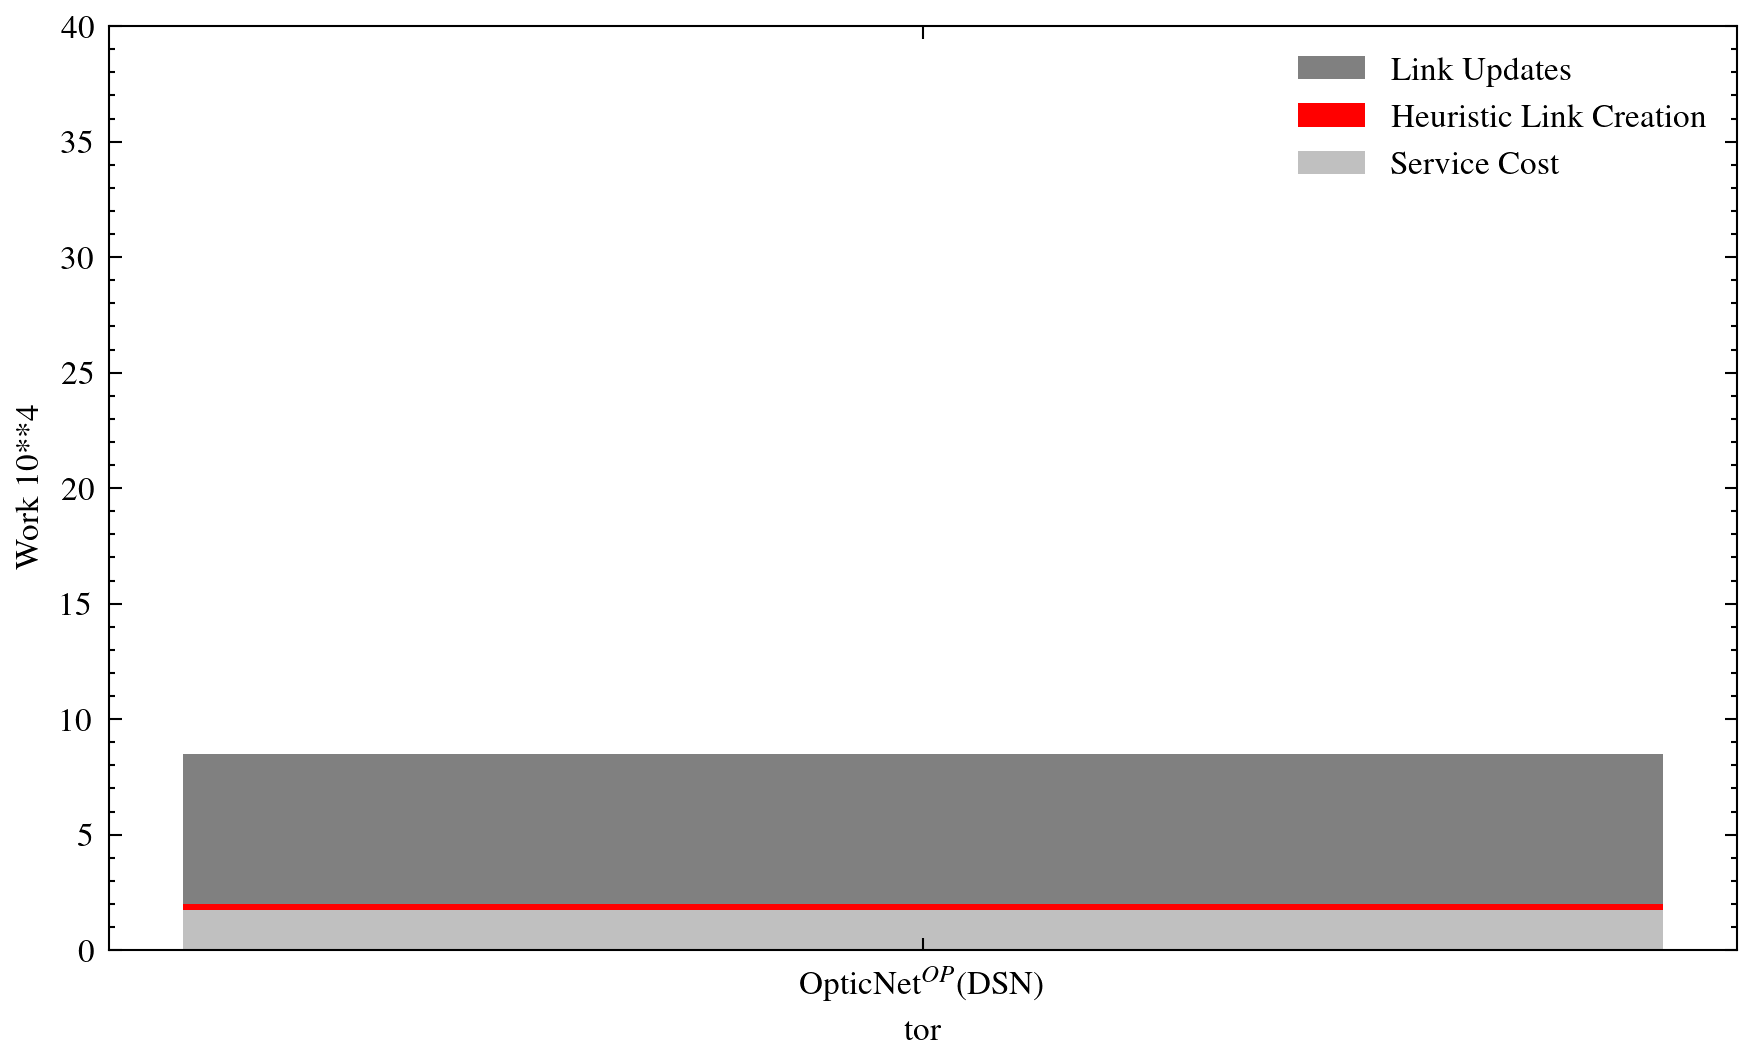 40
35
30
25
20
15
10
5
0
Work 10**4
Link Updates
Heuristic Link Creation
Service Cost
OpticNet^{OP}(DSN)
tor